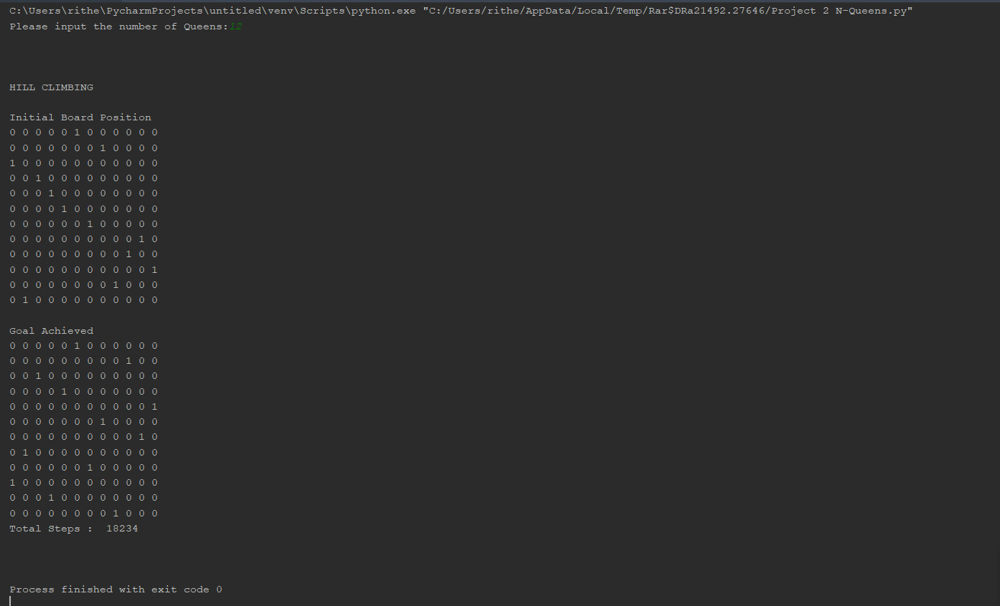 C:\Users\rithe\PycharmProjects\untitled\venv\Scripts\python.exe "C:/Users/rithe/AppData/Local/Temp/Rar$DRa21492.27646/Project 2 N-Queens.py"
Please input the number of Queens:12
HILL CLIMBING
Initial Board Position
0 0 0 0 0 1 0 0 0 0 0 0
0 0 0 0 0 0 0 1 0 0 0 0
1 0 0 0 0 0 0 0 0 0 0 0
0 0 1 0 0 0 0 0 0 0 0 0
0 0 0 1 0 0 0 0 0 0 0 0
0 0 0 0 1 0 0 0 0 0 0 0
0 0 0 0 0 0 1 0 0 0 0 0
0 0 0 0 0 0 0 0 0 0 1 0
0 0 0 0 0 0 0 0 0 1 0 0
0 0 0 0 0 0 0 0 0 0 0 1
0 0 0 0 0 0 0 0 1 0 0 0
0 1 0 0 0 0 0 0 0 0 0 0
Goal Achieved
0 0 0 0 0 1 0 0 0 0 0 0
0 0 0 0 0 0 0 0 0 1 0 0
0 0 1 0 0 0 0 0 0 0 0 0
0 0 0 0 1 0 0 0 0 0 0 0
0 0 0 0 0 0 0 0 0 0 0 1
0 0 0 0 0 0 0 1 0 0 0 0
0 0 0 0 0 0 0 0 0 0 1 0
0 1 0 0 0 0 0 0 0 0 0 0
0 0 0 0 0 0 1 0 0 0 0 0
1 0 0 0 0 0 0 0 0 0 0 0
0 0 0 1 0 0 0 0 0 0 0 0
0 0 0 0 0 0 0 0 1 0 0 0
Total Steps :  18234
Process finished with exit code 0